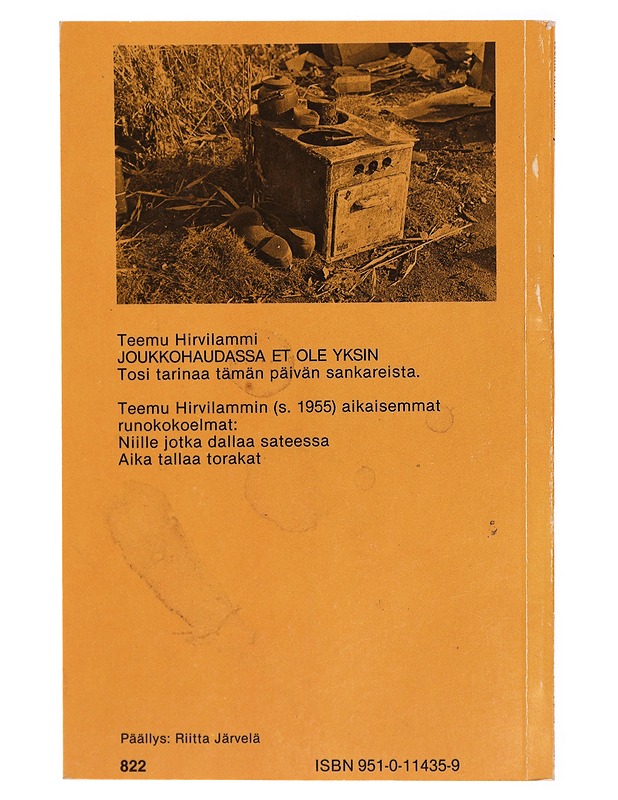 Teemu Hirvilammi
JOUKKOHAUDASSA ET OLE YKSIN
Tosi tarinaa tämän päivän sankareista.
Teemu Hirvilammin (s. 1955) aikaisemmat
runokokoelmat:
Niille jotka dallaa sateessa
Aika tallaa torakat
Päällys: Riitta Järvelä
822
ISBN 951-0-11435-9